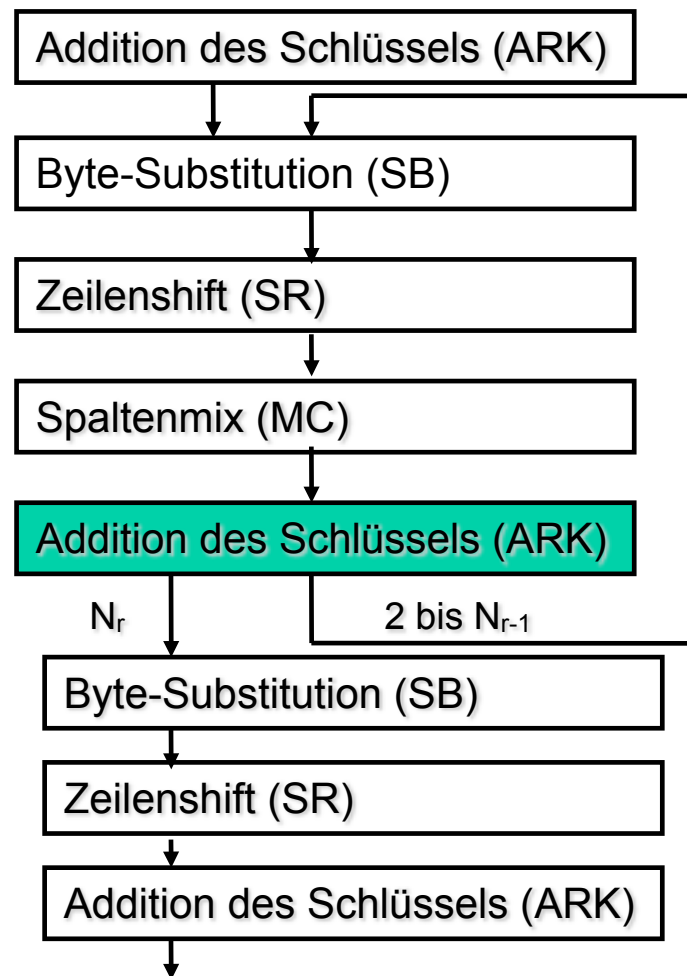 Addition des Schlüssels (ARK)
Byte-Substitution (SB)
Zeilenshift (SR)
Spaltenmix (MC)
Addition des Schlüssels (ARK)
Nr 2 bis Nr-1
Byte-Substitution (SB)
Zeilenshift (SR)
Addition des Schlüssels (ARK)